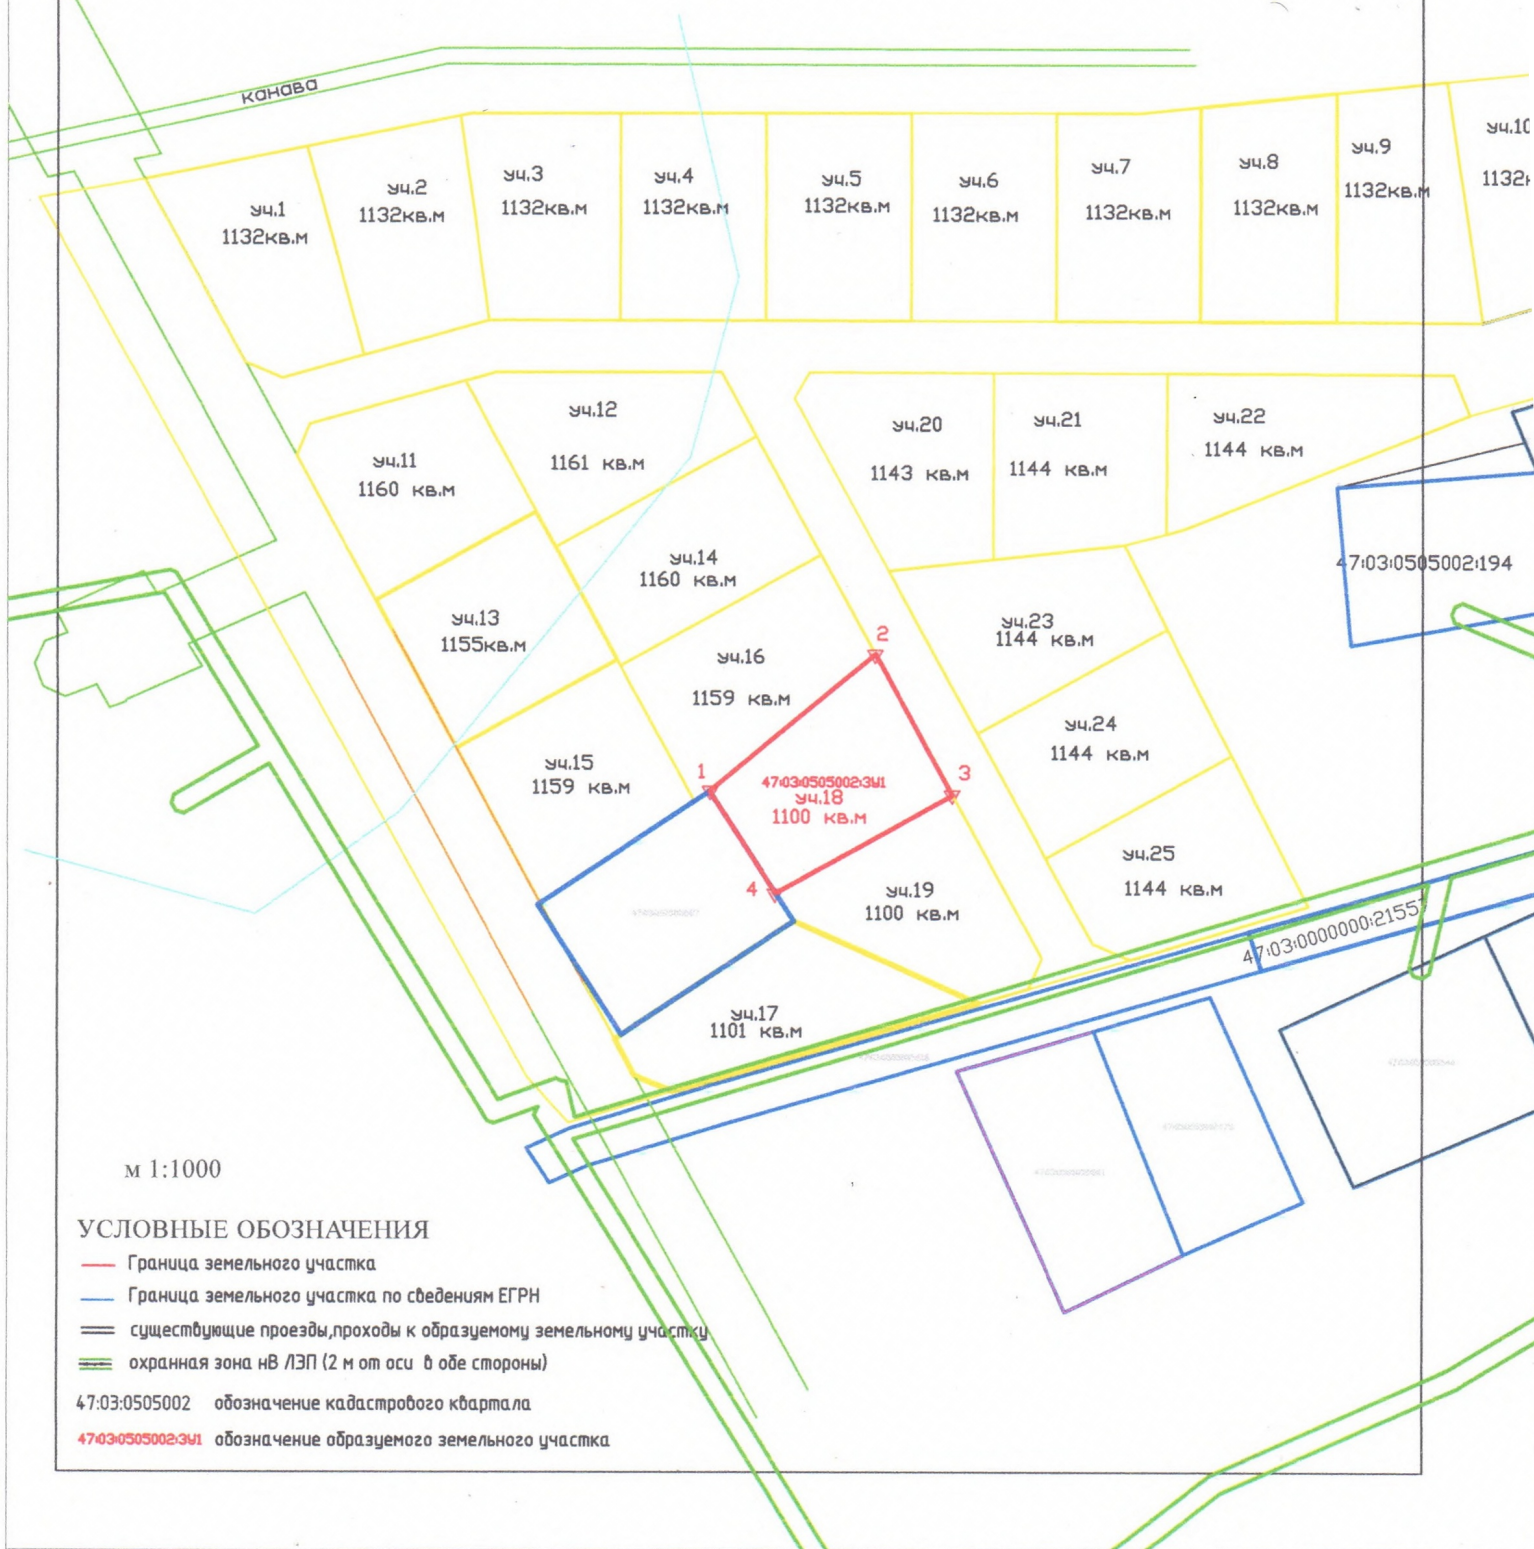 канава
уч.1
1132кв.м
уч.2
1132кв.м
уч.3
1132кв.м
уч.4
1132кв.м
уч.5
1132кв.м
уч.6
1132кв.м
уч.7
1132кв.м
уч.8
1132кв.м
уч.9
1132кв.м
уч.10
уч.11
1160 кв.м
уч.12
1161 кв.м
уч.20
1143 кв.м
уч.21
1144 кв.м
уч.22
1144 кв.м
47:03:0505002:194
уч.13
1155кв.м
уч.14
1160 кв.м
уч.23
1144 кв.м
уч.16
1159 кв.м
2
уч.24
1144 кв.м
уч.15
1159 кв.м
1
3
47:03:0505002:ЗУ1
уч.18
1100 кв.м
4
уч.19
1100 кв.м
уч.25
1144 кв.м
уч.17
1101 кв.м
м 1:1000
УСЛОВНЫЕ ОБОЗНАЧЕНИЯ
Граница земельного участка
Граница земельного участка по сведениям ЕГРН
существующие проезды,проходы к образуемому земельному участку
охранная зона нВ ЛЭП (2 м от оси в обе стороны)
47:03:0505002 обозначение кадастрового квартала
47:03:0505002:ЗУ1 обозначение образуемого земельного участка